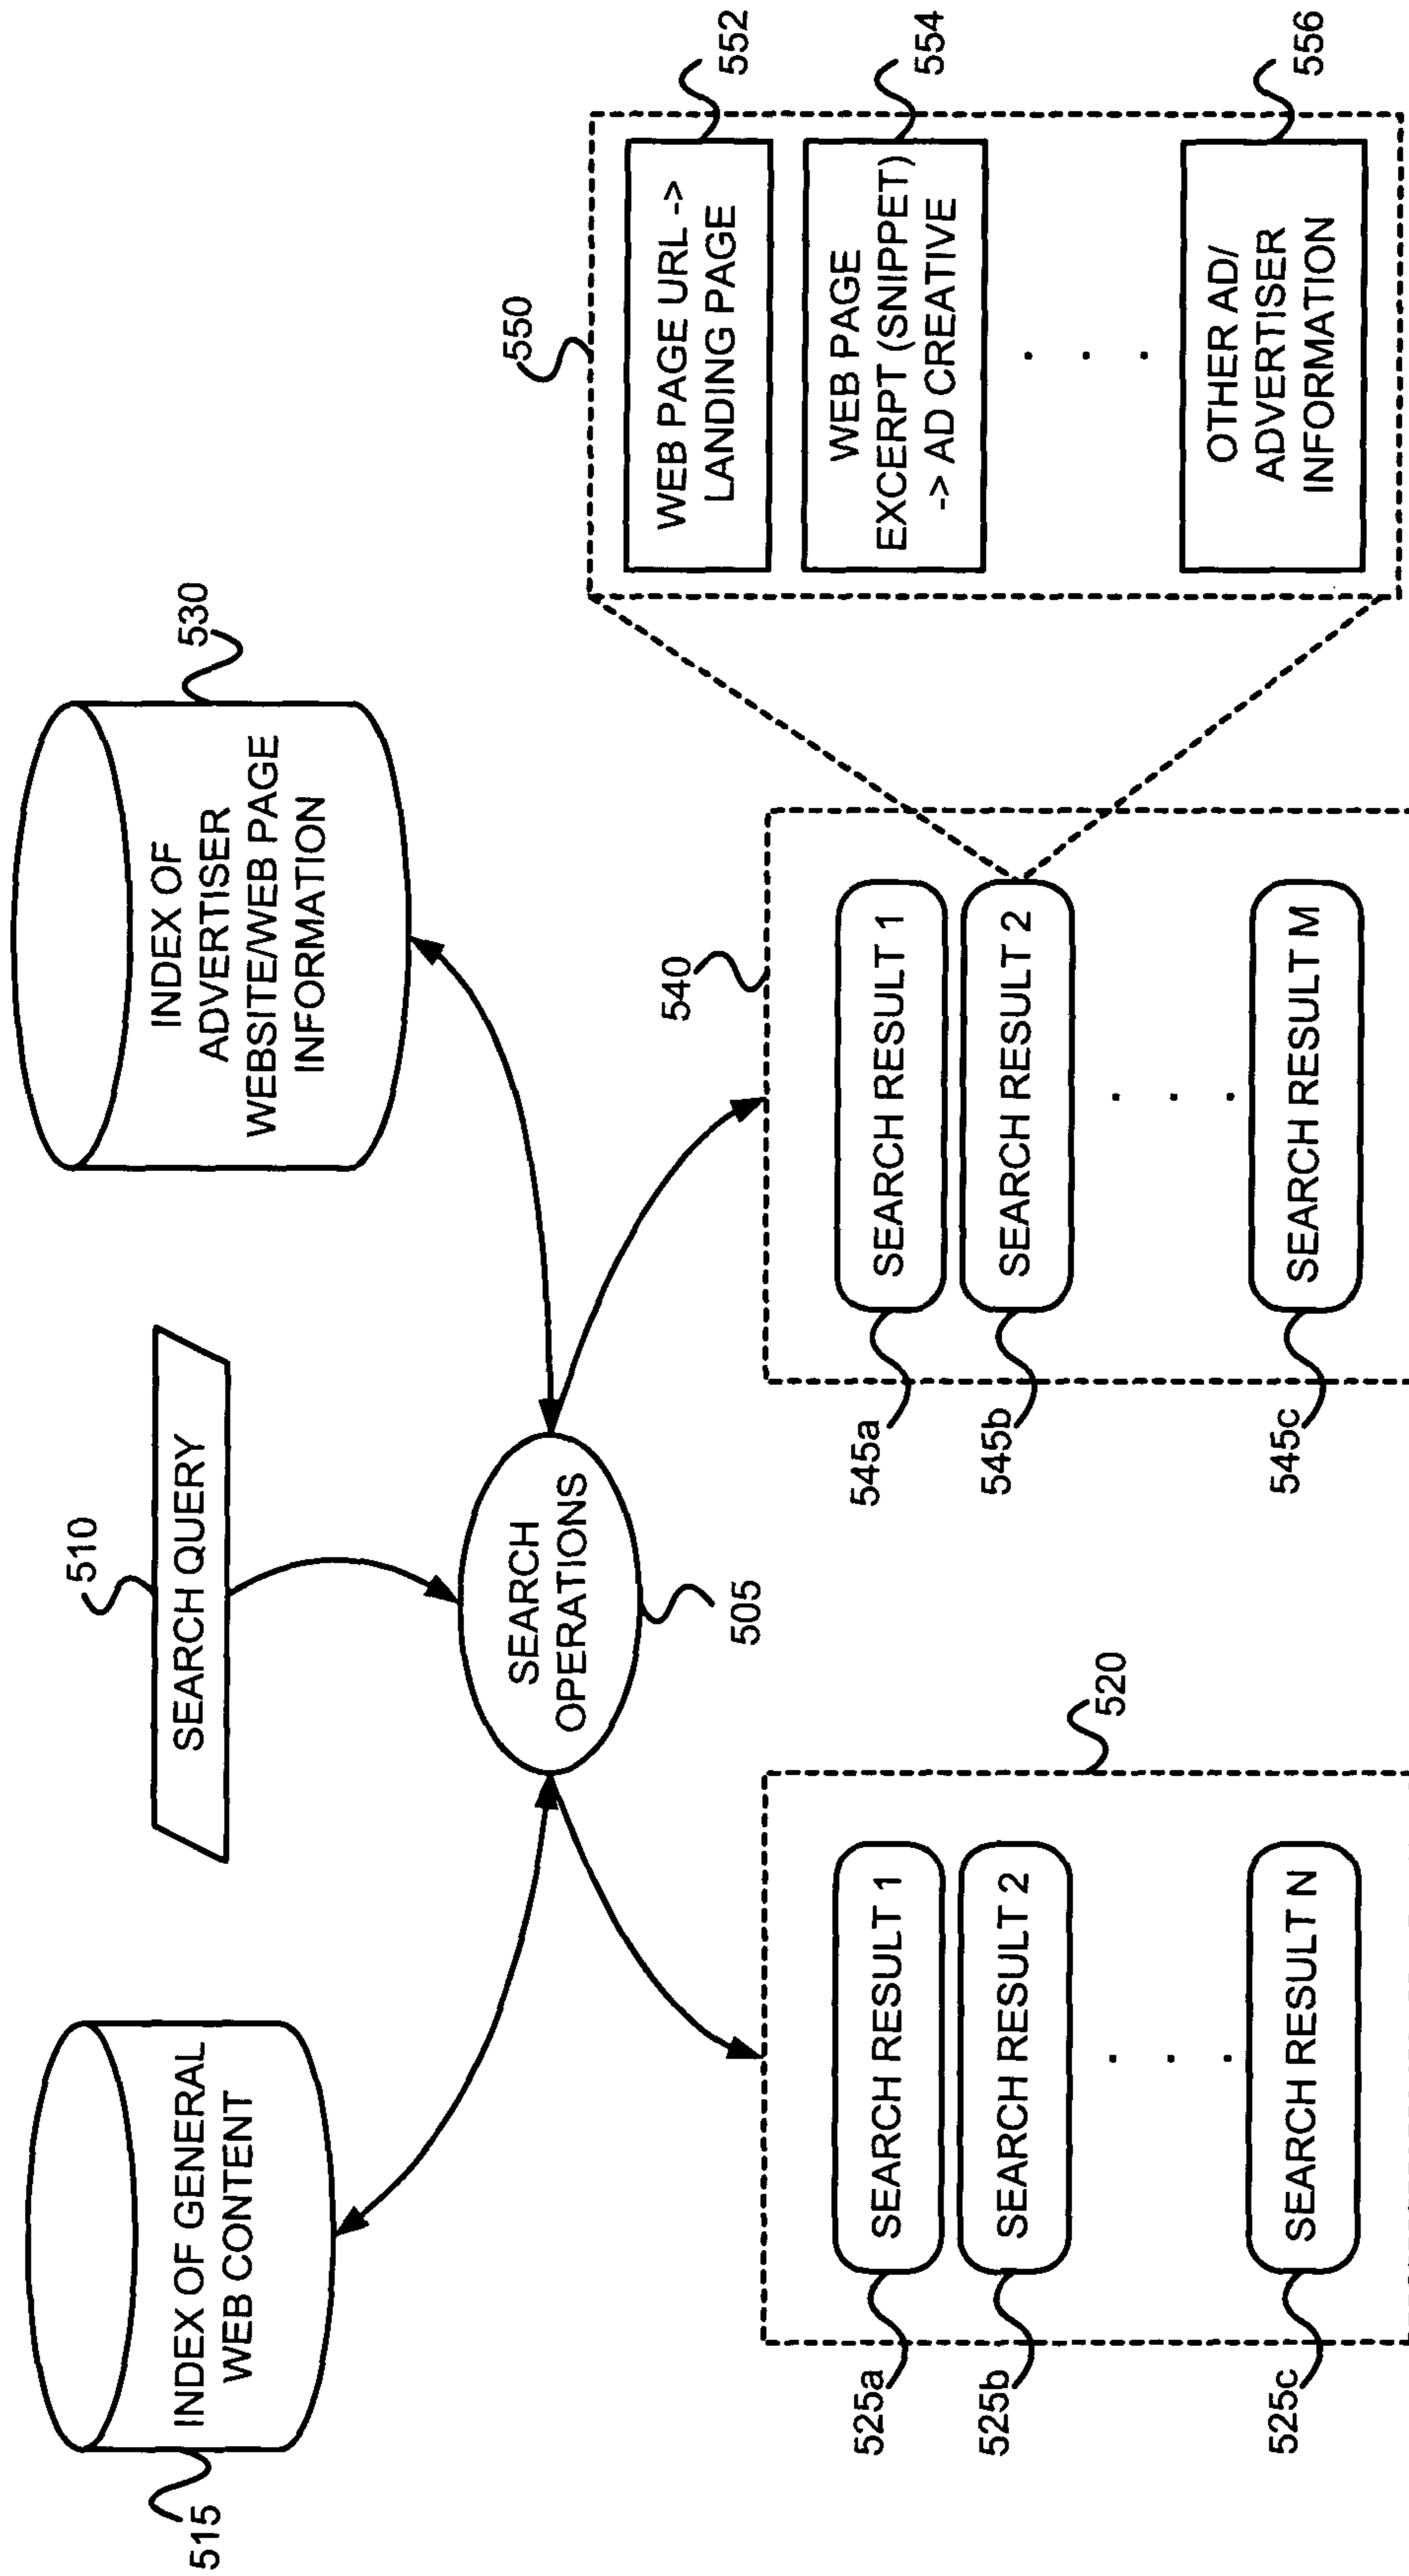 510
SEARCH QUERY
515
INDEX OF GENERAL
WEB CONTENT
530
INDEX OF
ADVERTISER
WEBSITE/WEB PAGE
INFORMATION
SEARCH
OPERATIONS
505
520
525a
SEARCH RESULT 1
525b
SEARCH RESULT 2
. . .
525c
SEARCH RESULT N
540
545a
SEARCH RESULT 1
545b
SEARCH RESULT 2
. . .
545c
SEARCH RESULT M
550
WEB PAGE URL ->
LANDING PAGE
552
WEB PAGE
EXCERPT (SNIPPET)
-> AD CREATIVE
554
. . .
OTHER AD/
ADVERTISER
INFORMATION
556